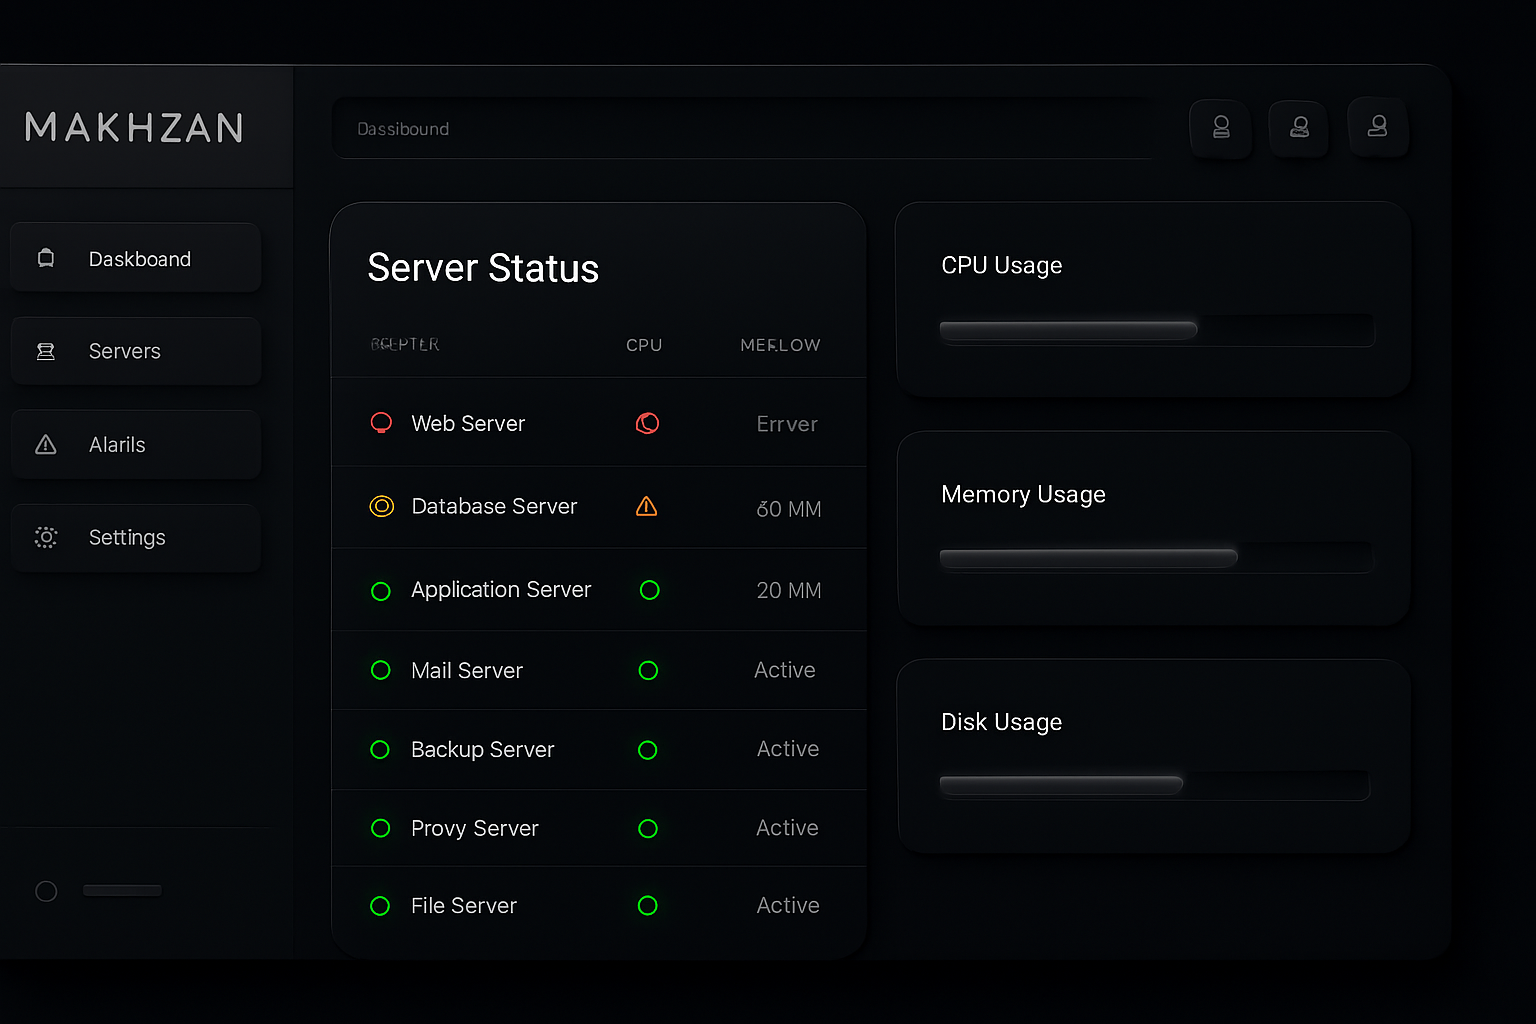 MAKHZAN
Dassibound
Daskboand
Servers
Alarils
Settings
Server Status
CPU
MEFLOW
Web Server
Errver
Database Server
60 MM
Application Server
20 MM
Mail Server
Active
Backup Server
Active
Provy Server
Active
File Server
Active
CPU Usage
Memory Usage
Disk Usage